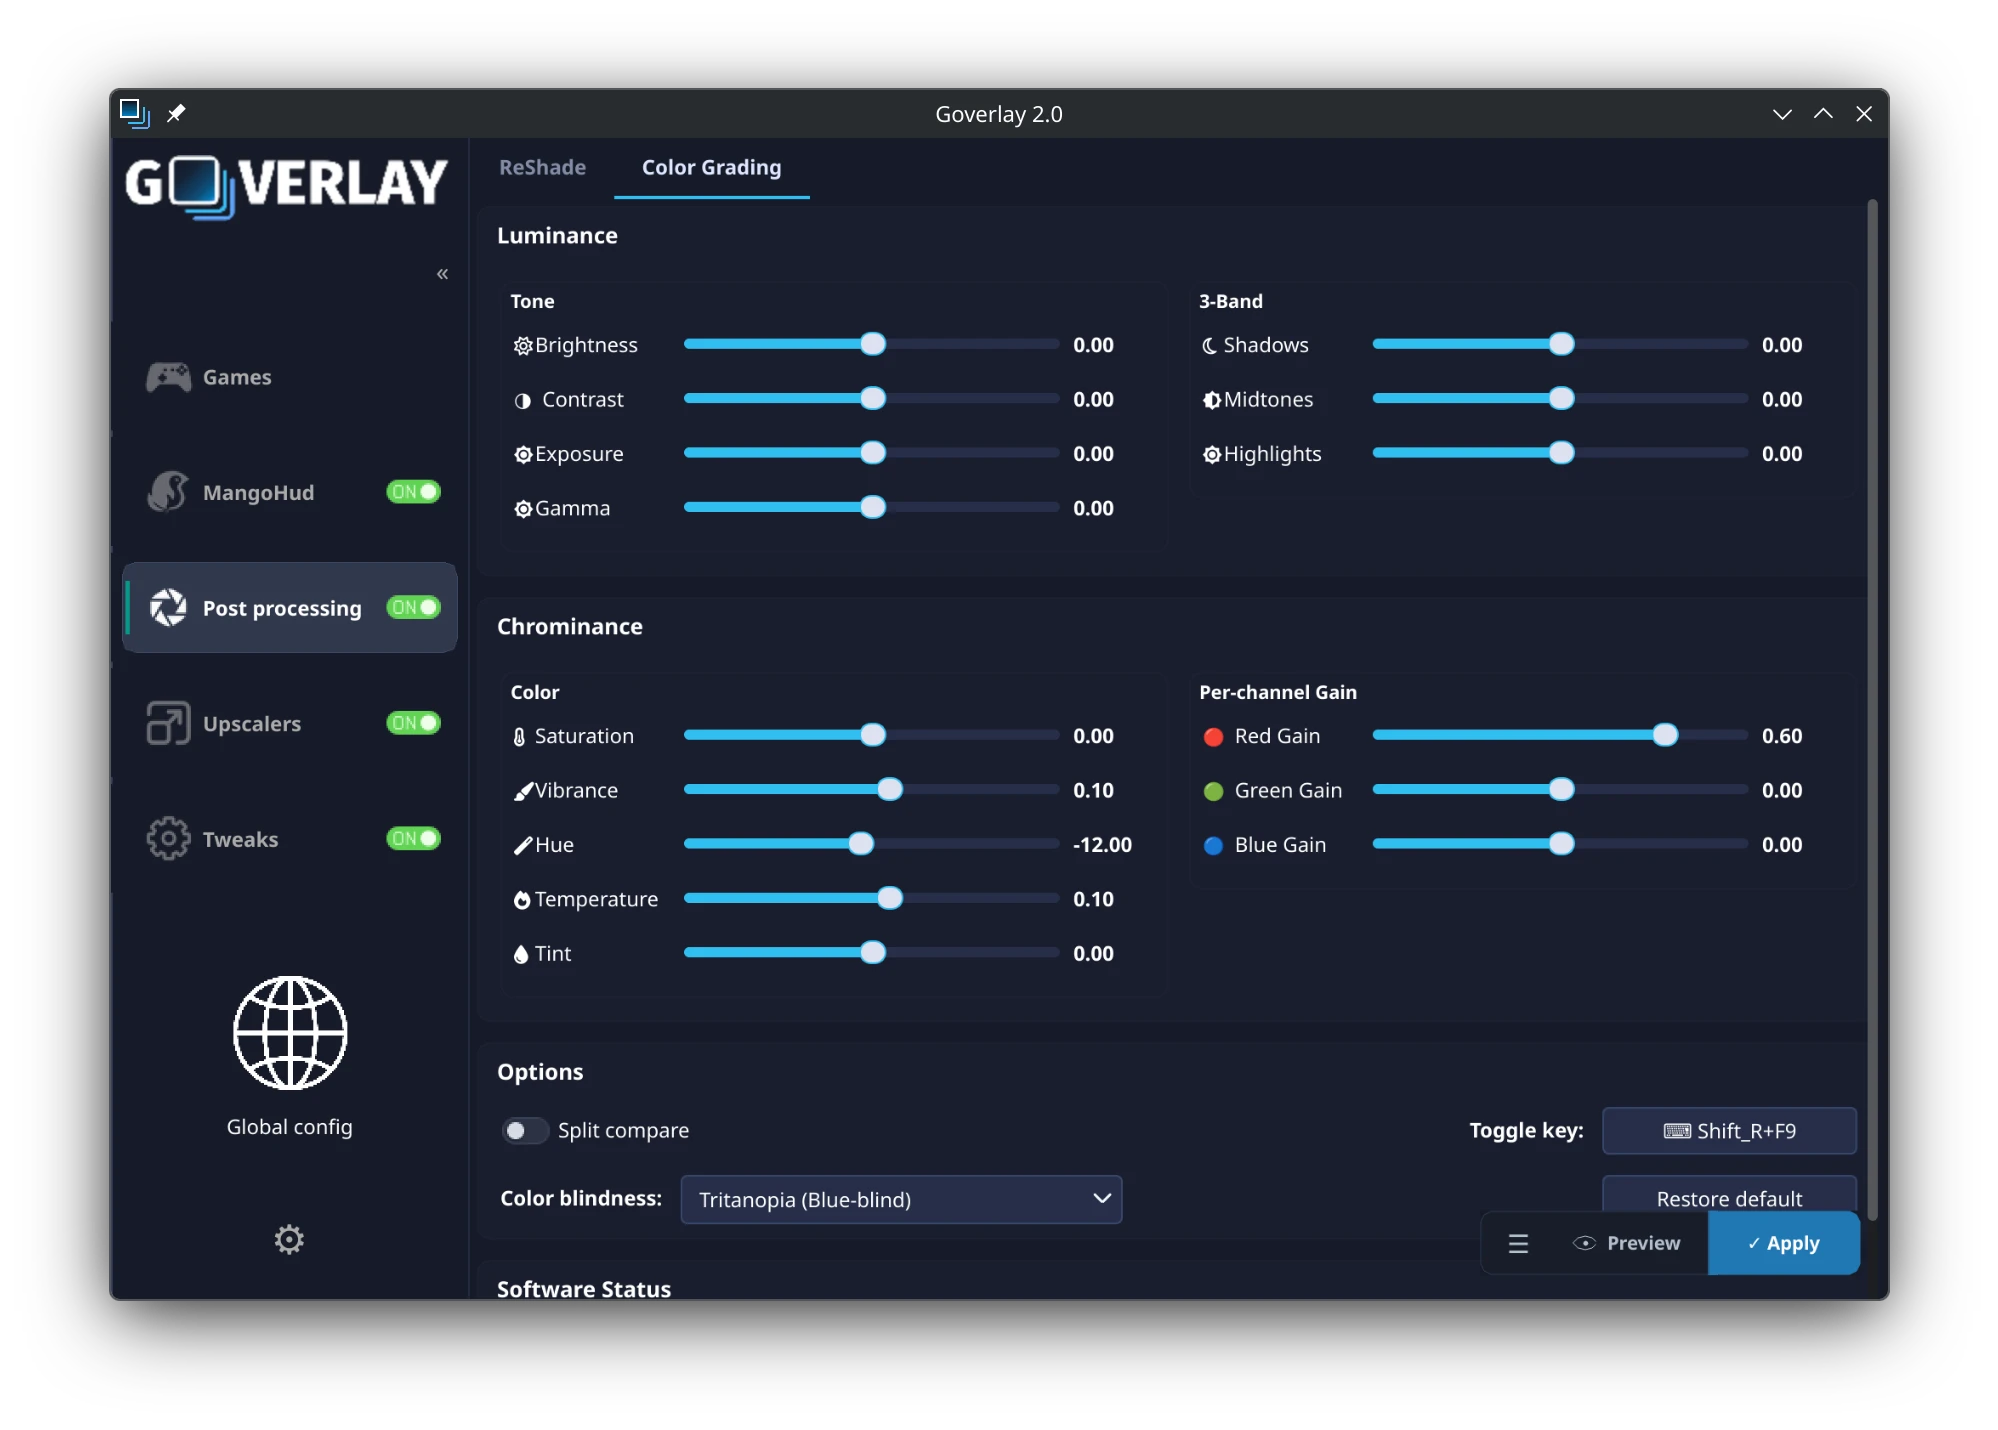 Goverlay 2.0
GOVERLAY
«
Games
MangoHud ON
Post processing ON
Upscalers ON
Tweaks ON
Global config
ReShade Color Grading
Luminance
Tone
Brightness 0.00
Contrast 0.00
Exposure 0.00
Gamma 0.00
3-Band
Shadows 0.00
Midtones 0.00
Highlights 0.00
Chrominance
Color
Saturation 0.00
Vibrance 0.10
Hue -12.00
Temperature 0.10
Tint 0.00
Per-channel Gain
Red Gain 0.60
Green Gain 0.00
Blue Gain 0.00
Options
Split compare
Toggle key: Shift_R+F9
Color blindness: Tritanopia (Blue-blind)
Restore default
Preview ✓ Apply
Software Status